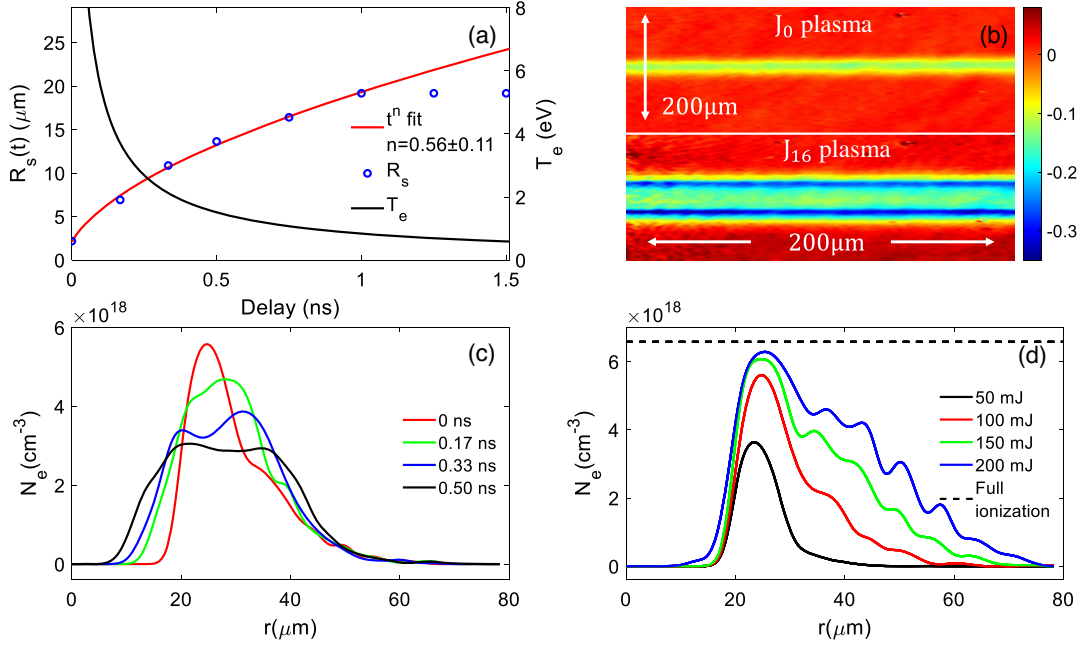 (a)
R_s(t) (μm)
0
5
10
15
20
25
T_e (eV)
0
2
4
6
8
t^n fit
n=0.56±0.11
R_s
T_e
0
0.5
1
1.5
Delay (ns)
(b)
J_0 plasma
200μm
J_16 plasma
200μm
0
-0.1
-0.2
-0.3
×10^18
(c)
N_e(cm^-3)
0
2
4
6
0 ns
0.17 ns
0.33 ns
0.50 ns
0
20
40
60
80
r(μm)
×10^18
(d)
N_e(cm^-3)
0
2
4
6
50 mJ
100 mJ
150 mJ
200 mJ
Full
ionization
0
20
40
60
80
r(μm)